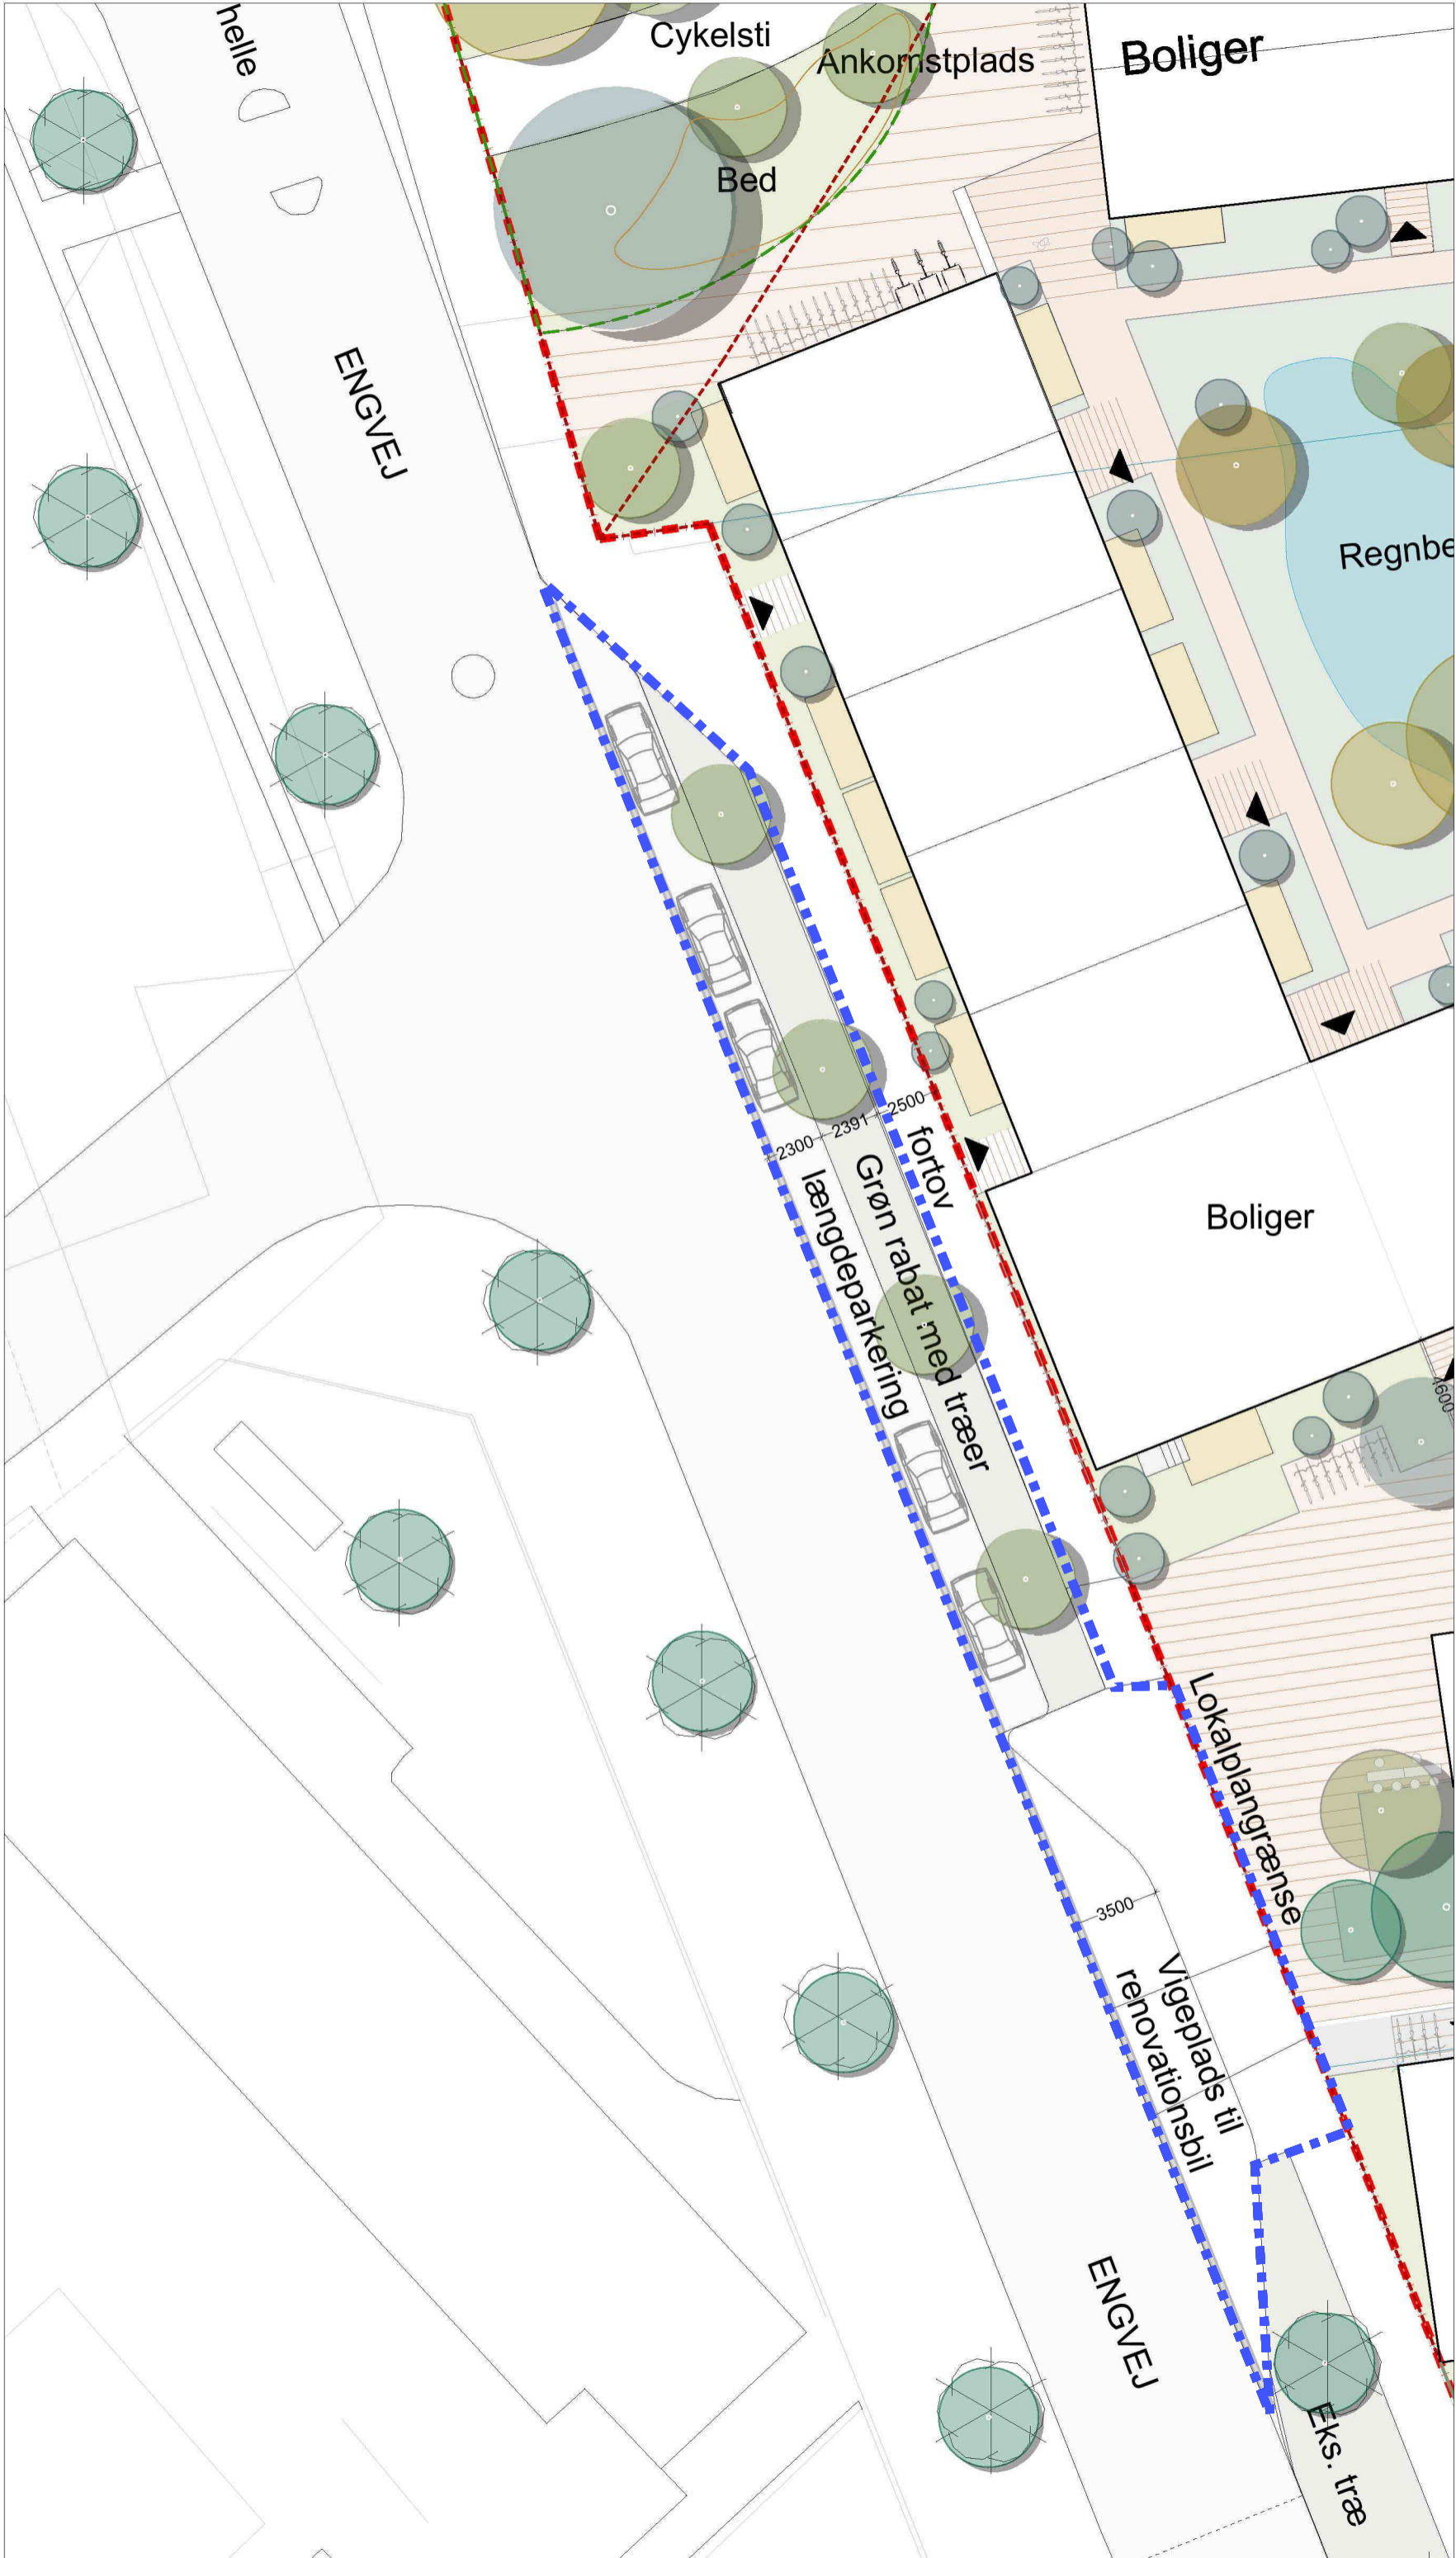 helle
Cykelsti
Ankomstplads
Boliger
Bed
ENGVEJ
Regnbe
2300
2391
2500
fortov
Grøn rabat med træer
længdeparkering
Boliger
4600
Lokalplangrænse
3500
Vigeplads til
renovationsbil
ENGVEJ
Eks. træ